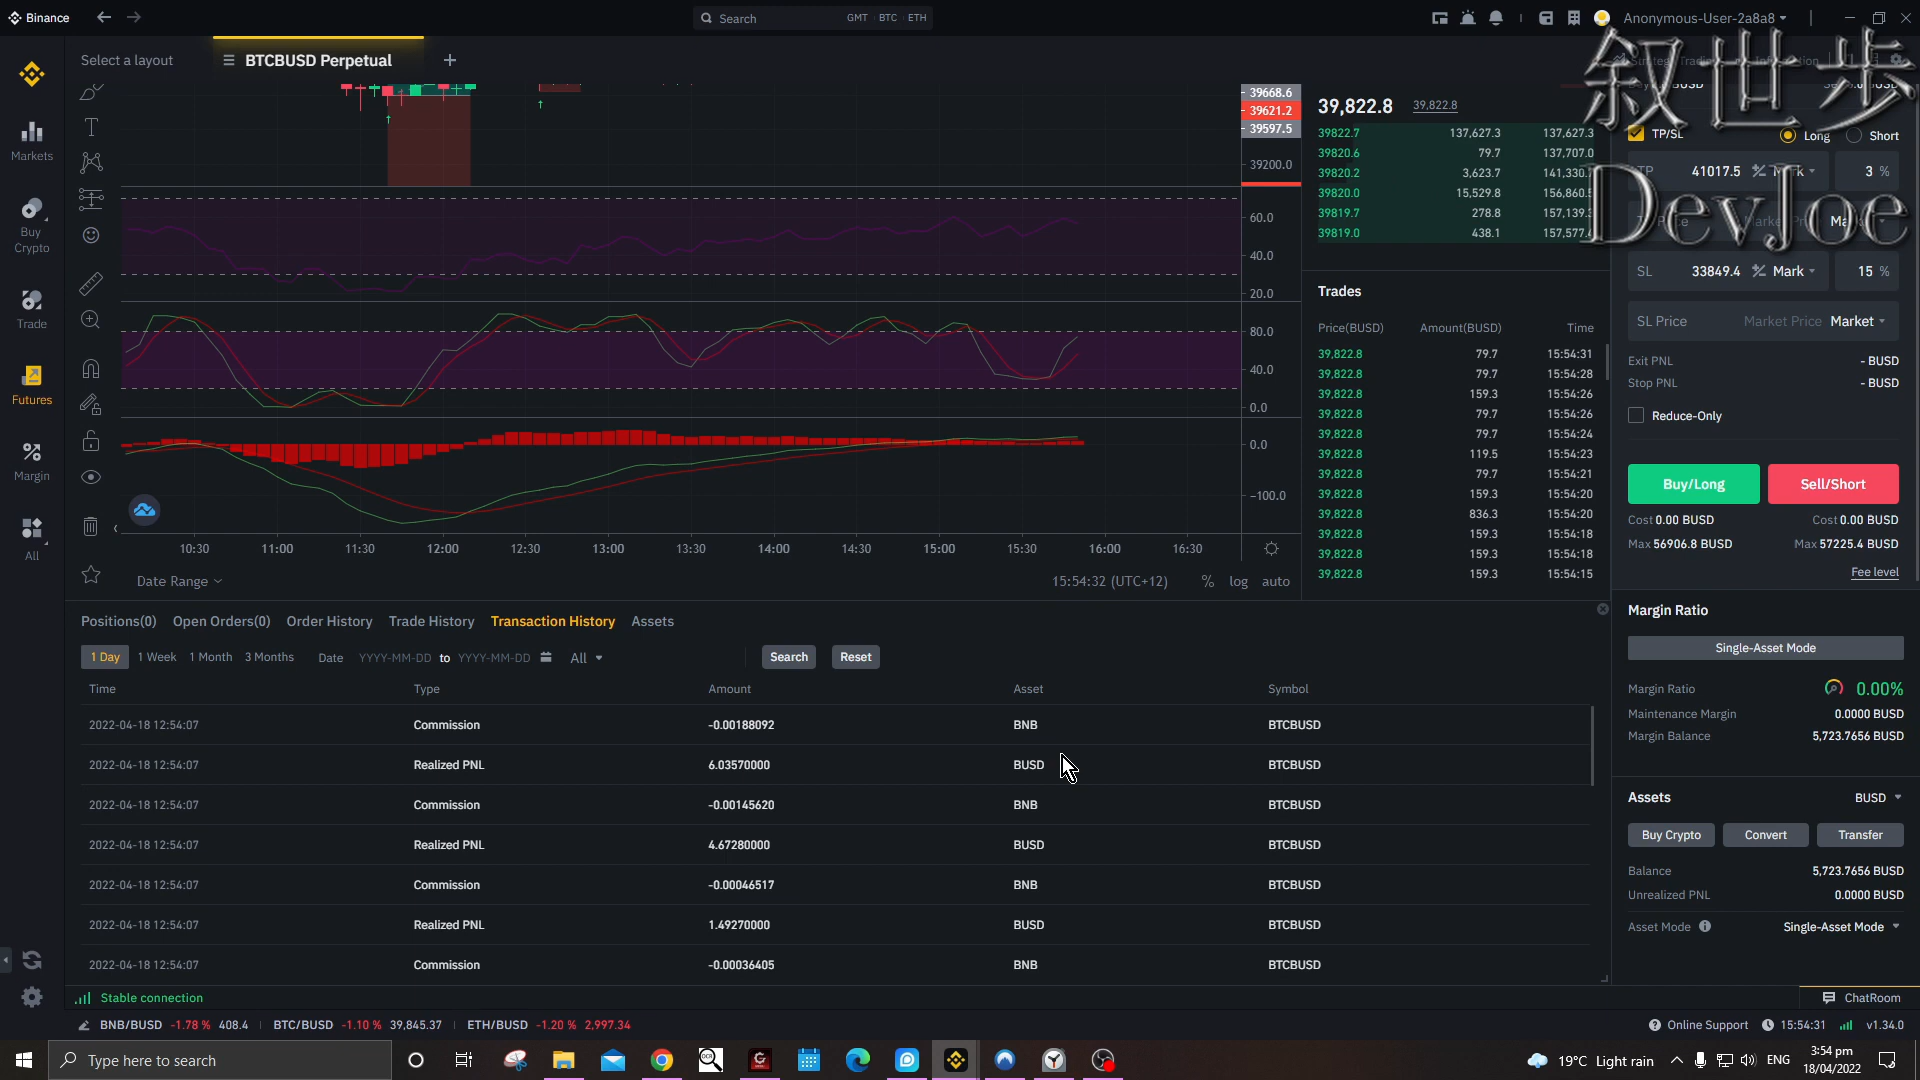 Binance
Search GMT BTC ETH
Anonymous-User-2a8a8
叙世步
DevJoe
Select a layout
BTCBUSD Perpetual
Markets
Buy Crypto
Trade
Futures
Margin
All
39668.6
39621.2
39597.5
39200.0
60.0
40.0
20.0
80.0
40.0
0.0
0.0
−100.0
10:30 11:00 11:30 12:00 12:30 13:00 13:30 14:00 14:30 15:00 15:30 16:00 16:30
Date Range
15:54:32 (UTC+12) % log auto
39,822.8 39,822.8
39822.7 137,627.3 137,627.3
39820.6 79.7 137,707.0
39820.2 3,623.7 141,330.
39820.0 15,529.8 156,860.
39819.7 278.8 157,139.
39819.0 438.1 157,577.
Trades
Price(BUSD) Amount(BUSD) Time
39,822.8 79.7 15:54:31
39,822.8 79.7 15:54:28
39,822.8 159.3 15:54:26
39,822.8 79.7 15:54:26
39,822.8 79.7 15:54:24
39,822.8 119.5 15:54:23
39,822.8 79.7 15:54:21
39,822.8 159.3 15:54:20
39,822.8 836.3 15:54:20
39,822.8 159.3 15:54:18
39,822.8 159.3 15:54:18
39,822.8 159.3 15:54:15
TP/SL Long Short
TP 41017.5 Mark 3 %
SL 33849.4 Mark 15 %
SL Price Market Price Market
Exit PNL - BUSD
Stop PNL - BUSD
Reduce-Only
Buy/Long Sell/Short
Cost 0.00 BUSD Cost 0.00 BUSD
Max 56906.8 BUSD Max 57225.4 BUSD
Fee level
Margin Ratio
Single-Asset Mode
Margin Ratio 0.00%
Maintenance Margin 0.0000 BUSD
Margin Balance 5,723.7656 BUSD
Assets BUSD
Buy Crypto Convert Transfer
Balance 5,723.7656 BUSD
Unrealized PNL 0.0000 BUSD
Asset Mode Single-Asset Mode
Positions(0) Open Orders(0) Order History Trade History Transaction History Assets
1 Day 1 Week 1 Month 3 Months Date YYYY-MM-DD to YYYY-MM-DD All Search Reset
Time Type Amount Asset Symbol
2022-04-18 12:54:07 Commission -0.00188092 BNB BTCBUSD
2022-04-18 12:54:07 Realized PNL 6.03570000 BUSD BTCBUSD
2022-04-18 12:54:07 Commission -0.00145620 BNB BTCBUSD
2022-04-18 12:54:07 Realized PNL 4.67280000 BUSD BTCBUSD
2022-04-18 12:54:07 Commission -0.00046517 BNB BTCBUSD
2022-04-18 12:54:07 Realized PNL 1.49270000 BUSD BTCBUSD
2022-04-18 12:54:07 Commission -0.00036405 BNB BTCBUSD
Stable connection
ChatRoom
BNB/BUSD -1.78 % 408.4 BTC/BUSD -1.10 % 39,845.37 ETH/BUSD -1.20 % 2,997.34
Online Support 15:54:31 v1.34.0
Type here to search
19°C Light rain ENG
3:54 pm
18/04/2022